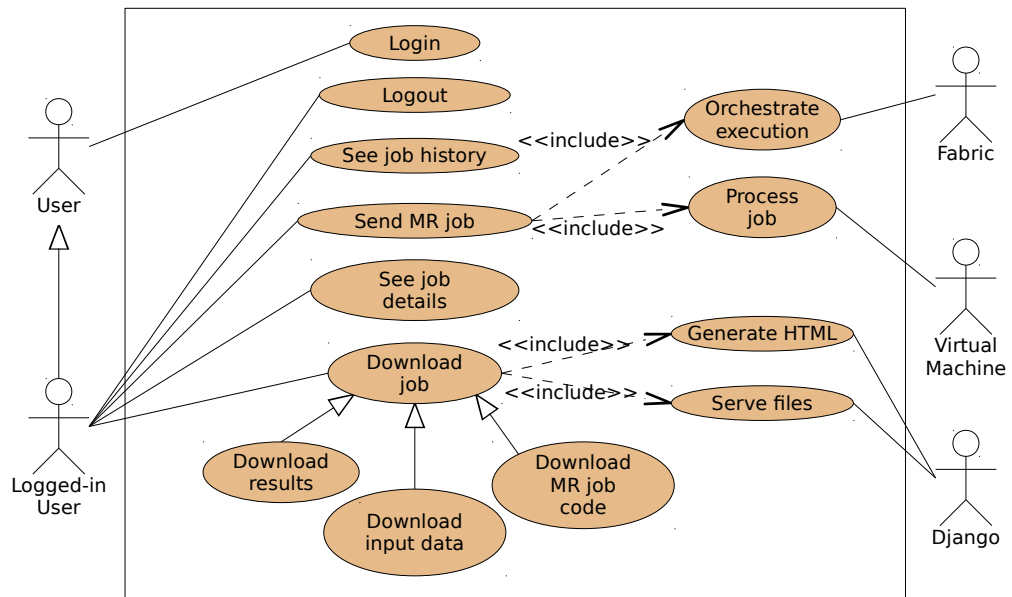 Login
Logout
See job history
Send MR job
See job
details
Download
job
Download
results
Download
input data
Download
MR job
code
<<include>>
<<include>>
<<include>>
<<include>>
Orchestrate
execution
Process
job
Generate HTML
Serve files
User
Logged-in
User
Fabric
Virtual
Machine
Django